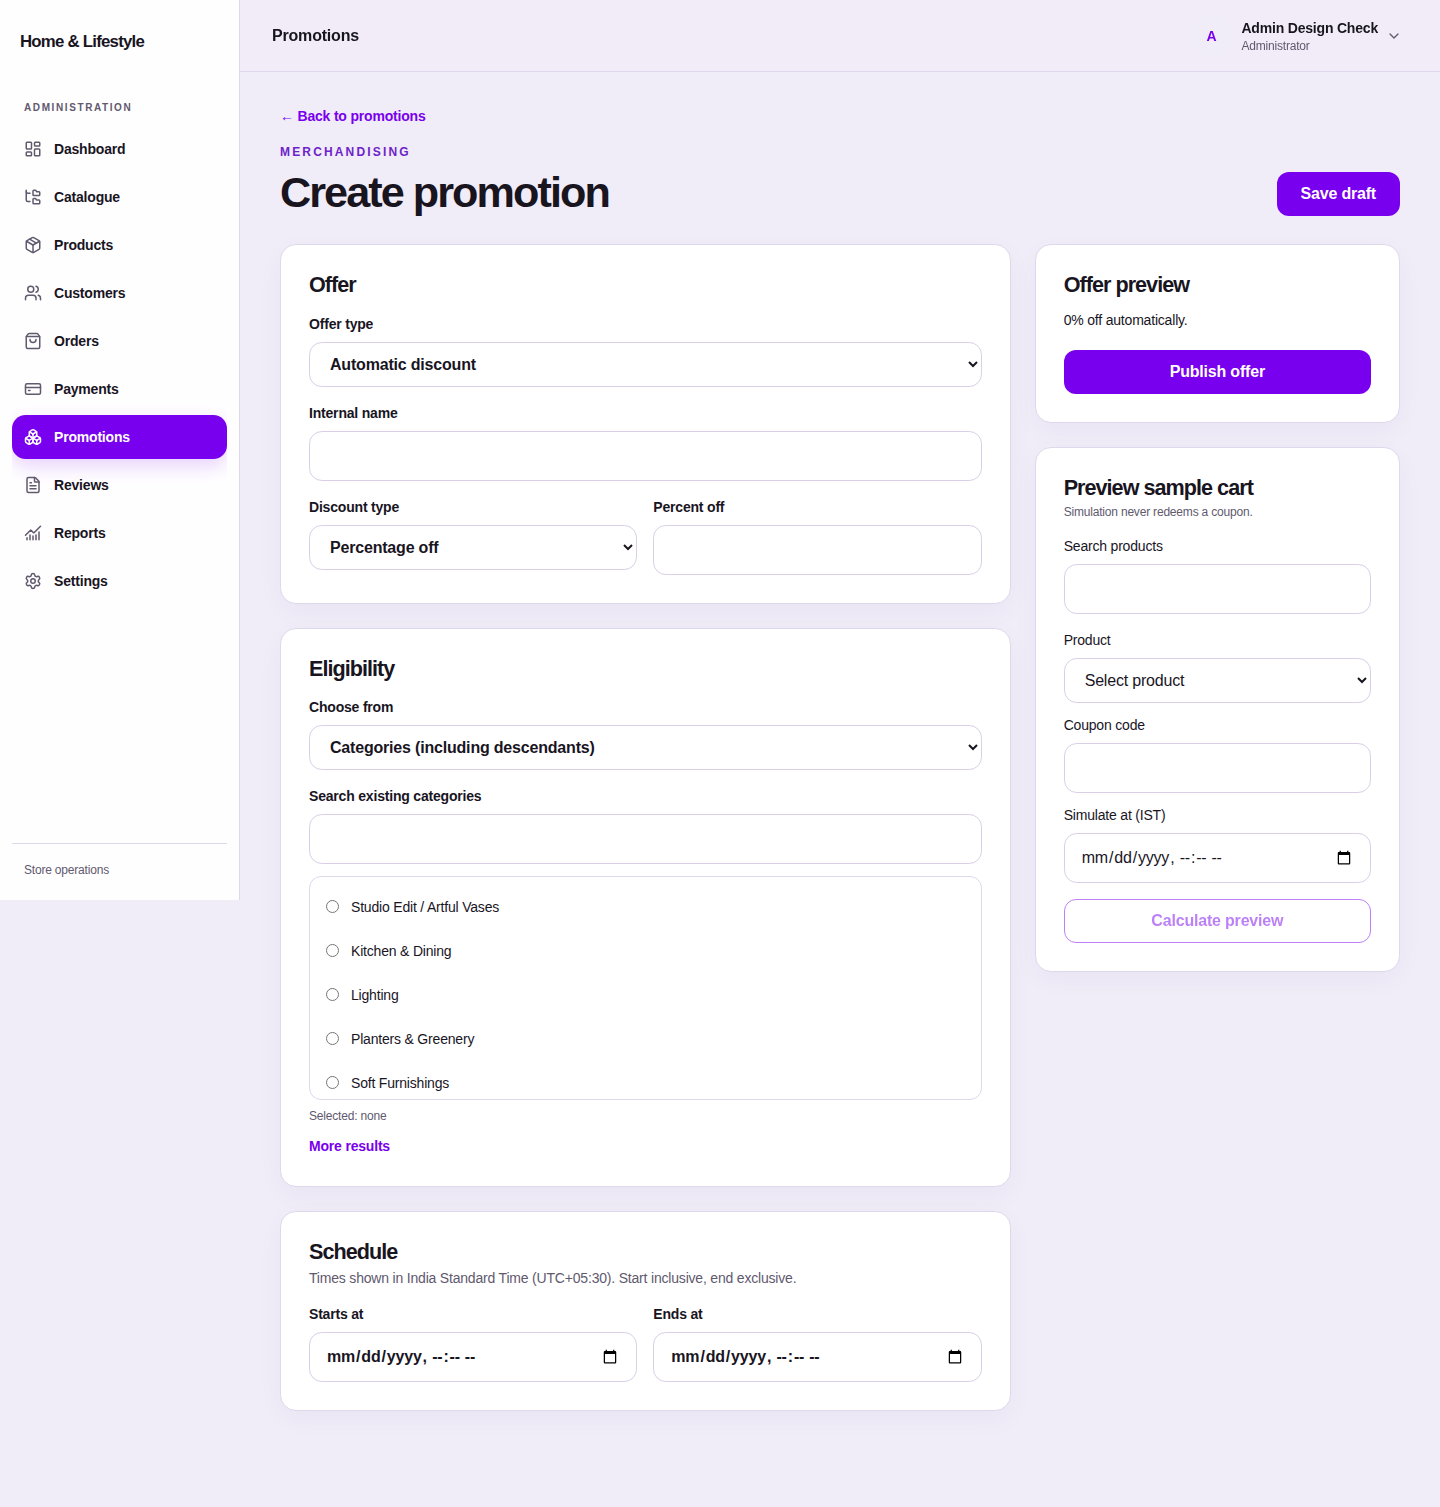 Home & Lifestyle
ADMINISTRATION
Dashboard
Catalogue
Products
Customers
Orders
Payments
Promotions
Reviews
Reports
Settings
Store operations
Promotions
A
Admin Design Check
Administrator
← Back to promotions
MERCHANDISING
Create promotion
Save draft
Offer
Offer type
Automatic discount
Internal name
Discount type
Percent off
Percentage off
Eligibility
Choose from
Categories (including descendants)
Search existing categories
Studio Edit / Artful Vases
Kitchen & Dining
Lighting
Planters & Greenery
Soft Furnishings
Selected: none
More results
Schedule
Times shown in India Standard Time (UTC+05:30). Start inclusive, end exclusive.
Starts at
Ends at
mm/dd/yyyy, --:-- --
mm/dd/yyyy, --:-- --
Offer preview
0% off automatically.
Publish offer
Preview sample cart
Simulation never redeems a coupon.
Search products
Product
Select product
Coupon code
Simulate at (IST)
mm/dd/yyyy, --:-- --
Calculate preview